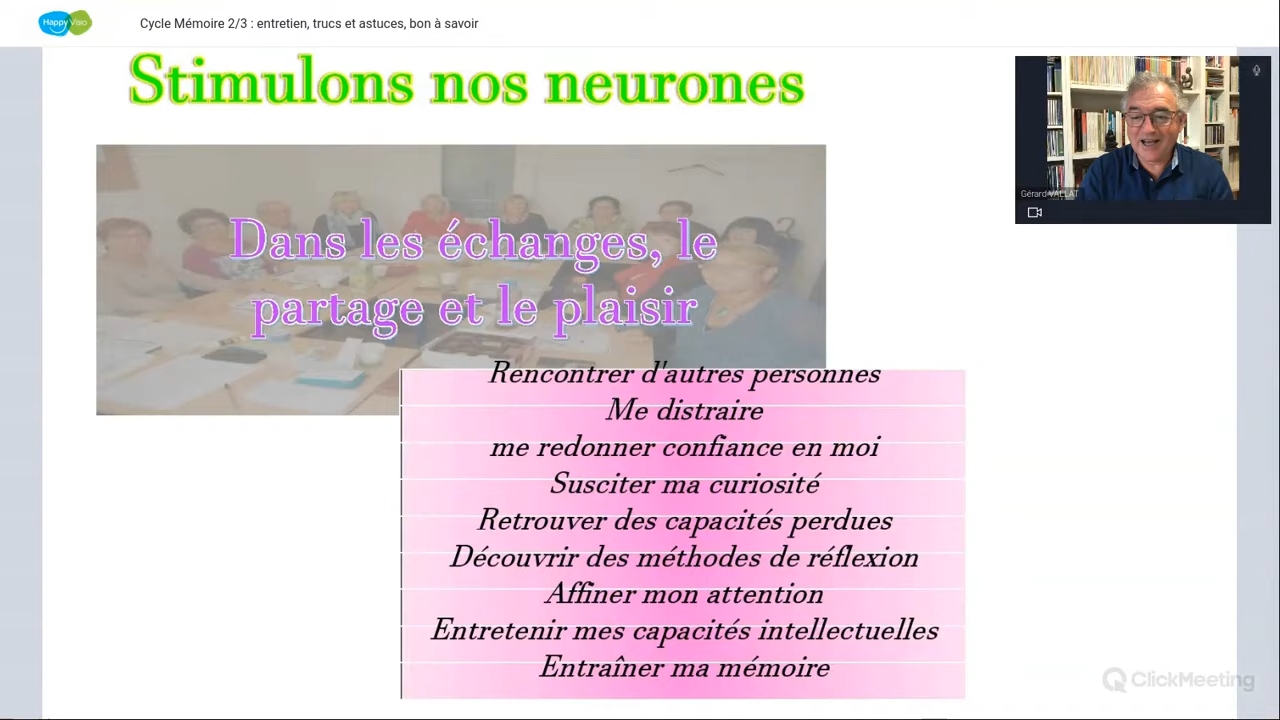 Happy Visio
Cycle Mémoire 2/3 : entretien, trucs et astuces, bon à savoir
Stimulons nos neurones
Gérard VALLAT
Dans les échanges, le
partage et le plaisir
Rencontrer d'autres personnes
Me distraire
me redonner confiance en moi
Susciter ma curiosité
Retrouver des capacités perdues
Découvrir des méthodes de réflexion
Affiner mon attention
Entretenir mes capacités intellectuelles
Entraîner ma mémoire
ClickMeeting